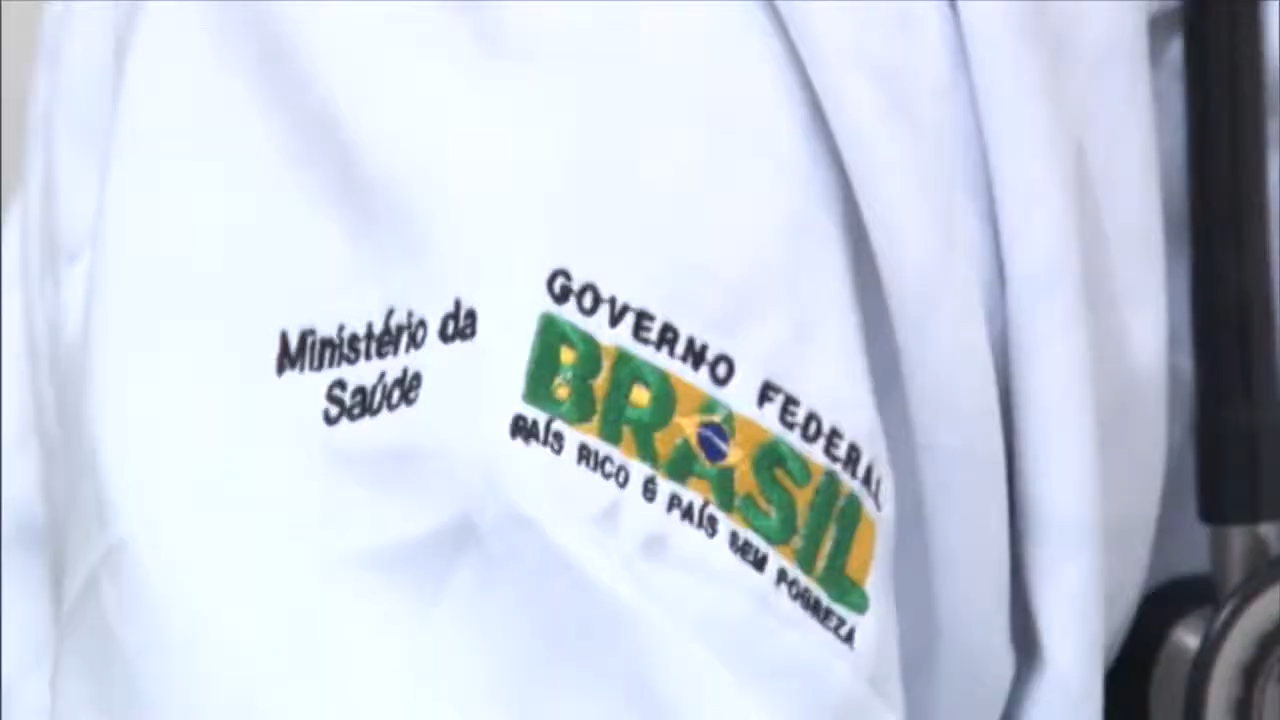 Ministério da
Saúde
GOVERNO FEDERAL
BRASIL
PAÍS RICO É PAÍS SEM POBREZA